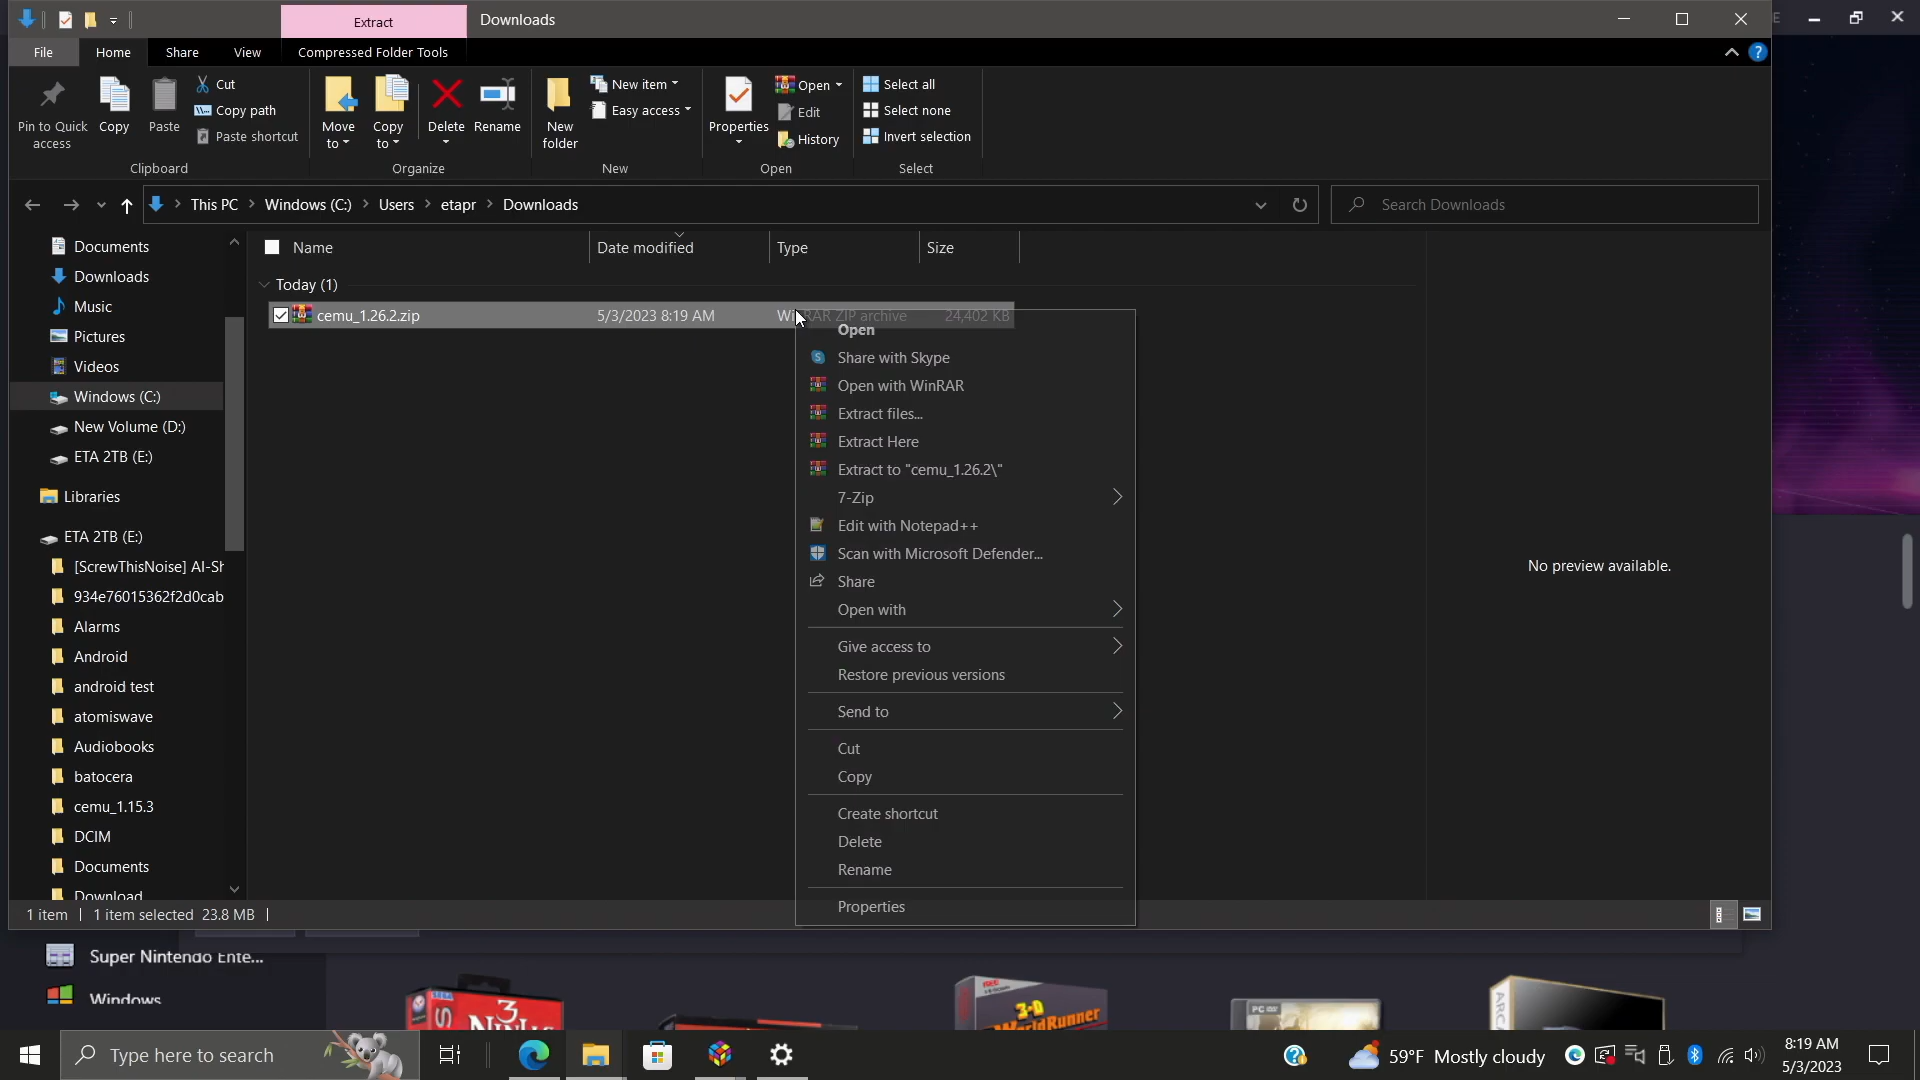 Extract
Downloads
File
Home
Share
View
Compressed Folder Tools
Pin to Quick access
Copy
Paste
Cut
Copy path
Paste shortcut
Clipboard
Move to
Copy to
Delete
Rename
Organize
New folder
New item
Easy access
New
Properties
Open
Edit
History
Open
Select all
Select none
Invert selection
Select
This PC
Windows (C:)
Users
etapr
Downloads
Search Downloads
Documents
Downloads
Music
Pictures
Videos
Windows (C:)
New Volume (D:)
ETA 2TB (E:)
Libraries
ETA 2TB (E:)
[ScrewThisNoise] AI-Sh
934e76015362f2d0cab
Alarms
Android
android test
atomiswave
Audiobooks
batocera
cemu_1.15.3
DCIM
Documents
Download
Name
Date modified
Type
Size
Today (1)
cemu_1.26.2.zip
5/3/2023 8:19 AM
WinRAR ZIP archive
24,402 KB
Open
Share with Skype
Open with WinRAR
Extract files...
Extract Here
Extract to "cemu_1.26.2\"
7-Zip
Edit with Notepad++
Scan with Microsoft Defender...
Share
Open with
Give access to
Restore previous versions
Send to
Cut
Copy
Create shortcut
Delete
Rename
Properties
No preview available.
1 item
1 item selected 23.8 MB
Super Nintendo Ente...
Windows
SEGA
3
NINJAS
3-D
WorldRunner
PC DVD
ARCA
Type here to search
59°F Mostly cloudy
8:19 AM
5/3/2023